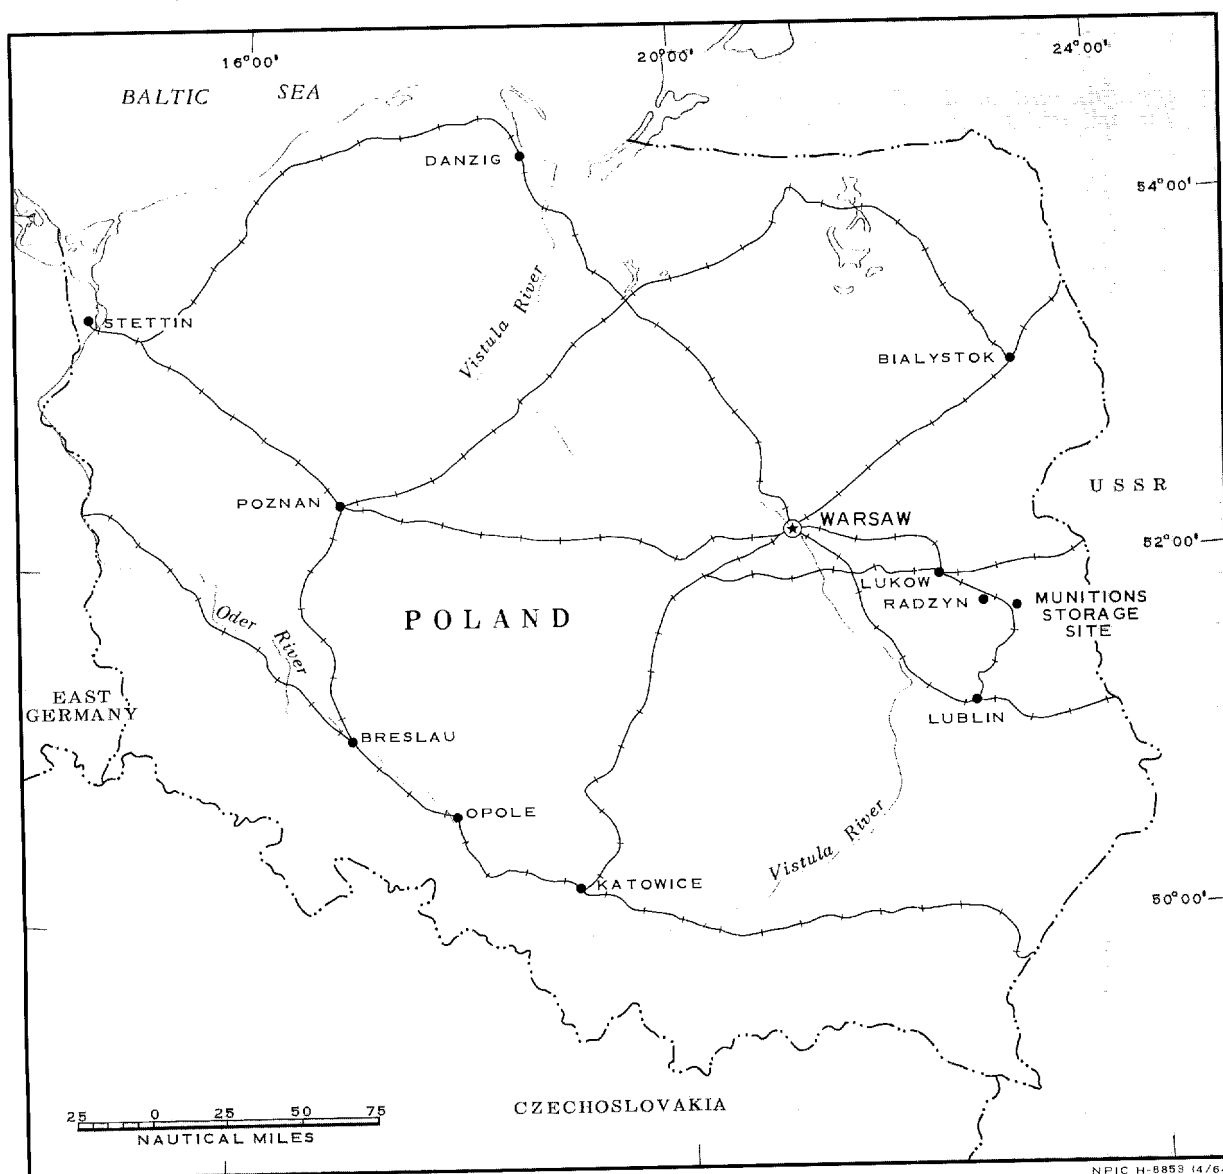 16°00'
20°00'
24°00'
BALTIC SEA
DANZIG
54°00'
Vistula River
STETTIN
BIALYSTOK
USSR
POZNAN
WARSAW
52°00'
LUKOW
RADZYN
MUNITIONS
STORAGE
SITE
Oder River
POLAND
EAST
GERMANY
LUBLIN
BRESLAU
OPOLE
Vistula River
KATOWICE
50°00'
CZECHOSLOVAKIA
25 0 25 50 75
NAUTICAL MILES
NPIC H-8853 (4/6